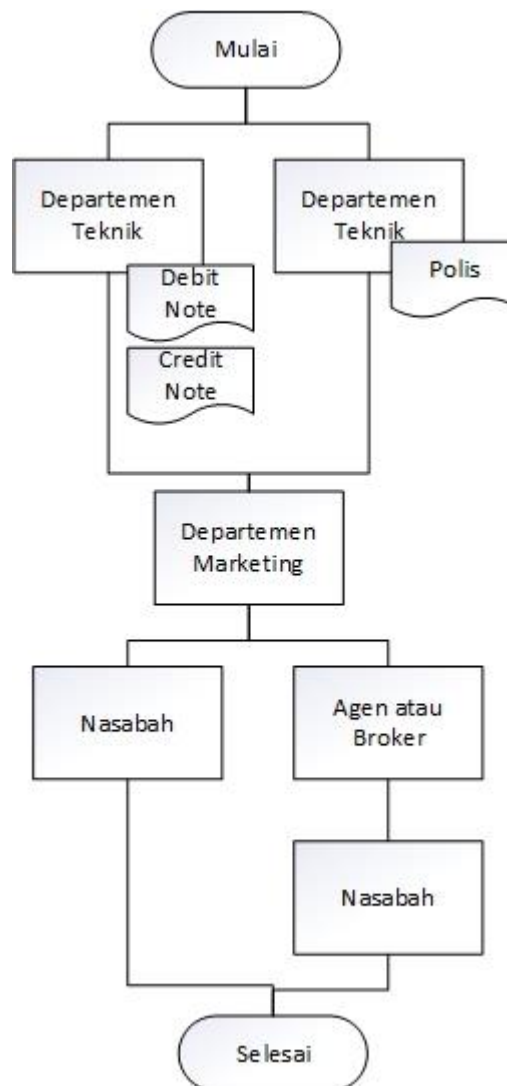 Mulai
Departemen
Teknik
Debit
Note
Credit
Note
Departemen
Teknik
Polis
Departemen
Marketing
Nasabah
Agen atau
Broker
Nasabah
Selesai